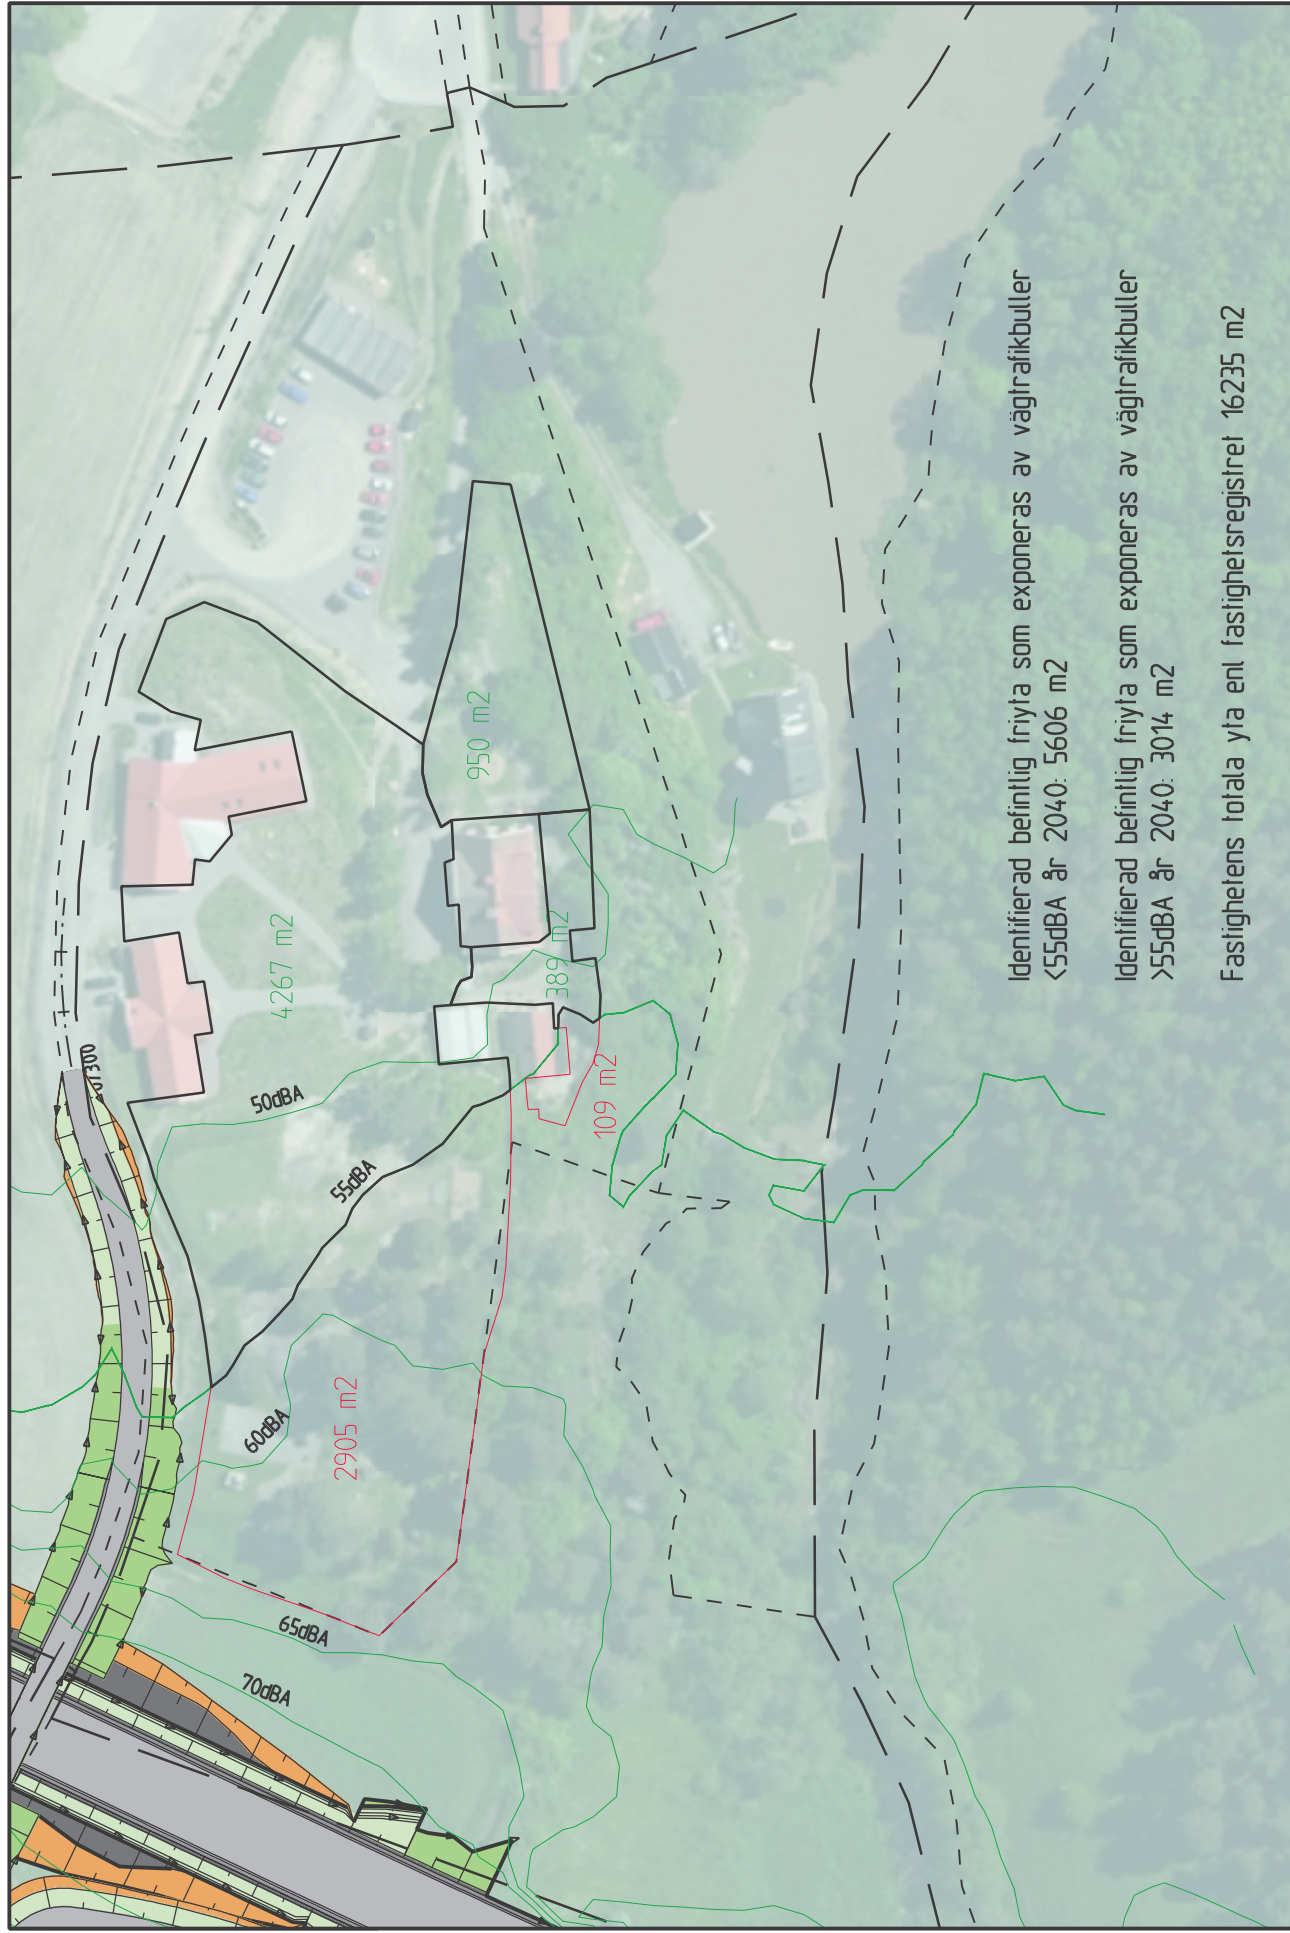 0/300
50dBA
55dBA
60dBA
65dBA
70dBA
4267 m2
950 m2
389 m2
109 m2
2905 m2
Identifierad befintlig friyta som exponeras av vägtrafikbuller
<55dBA år 2040: 5606 m2
Identifierad befintlig friyta som exponeras av vägtrafikbuller
>55dBA år 2040: 3014 m2
Fastighetens totala yta enl fastighetsregistret 16235 m2